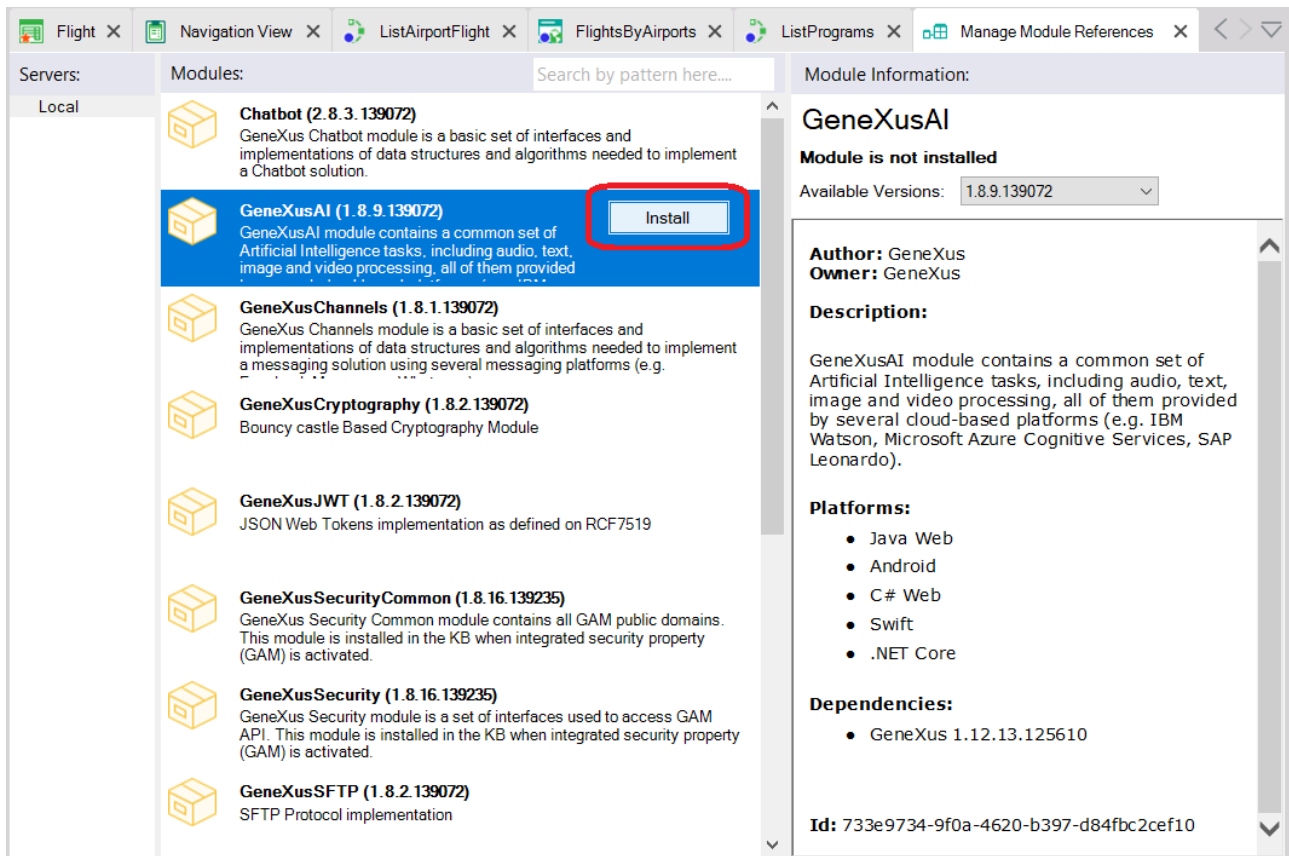 Flight
Navigation View
ListAirportFlight
FlightsByAirports
ListPrograms
Manage Module References
Servers:
Local
Modules:
Search by pattern here....
Chatbot (2.8.3.139072)
GeneXus Chatbot module is a basic set of interfaces and
implementations of data structures and algorithms needed to implement
a Chatbot solution.
GeneXusAI (1.8.9.139072)
Install
GeneXusAI module contains a common set of
Artificial Intelligence tasks, including audio, text,
image and video processing, all of them provided
GeneXusChannels (1.8.1.139072)
GeneXus Channels module is a basic set of interfaces and
implementations of data structures and algorithms needed to implement
a messaging solution using several messaging platforms (e.g.
GeneXusCryptography (1.8.2.139072)
Bouncy castle Based Cryptography Module
GeneXusJWT (1.8.2.139072)
JSON Web Tokens implementation as defined on RCF7519
GeneXusSecurityCommon (1.8.16.139235)
GeneXus Security Common module contains all GAM public domains.
This module is installed in the KB when integrated security property
(GAM) is activated.
GeneXusSecurity (1.8.16.139235)
GeneXus Security module is a set of interfaces used to access GAM
API. This module is installed in the KB when integrated security property
(GAM) is activated.
GeneXusSFTP (1.8.2.139072)
SFTP Protocol implementation
Module Information:
GeneXusAI
Module is not installed
Available Versions: 1.8.9.139072
Author: GeneXus
Owner: GeneXus
Description:
GeneXusAI module contains a common set of
Artificial Intelligence tasks, including audio, text,
image and video processing, all of them provided
by several cloud-based platforms (e.g. IBM
Watson, Microsoft Azure Cognitive Services, SAP
Leonardo).
Platforms:
● Java Web
● Android
● C# Web
● Swift
● .NET Core
Dependencies:
● GeneXus 1.12.13.125610
Id: 733e9734-9f0a-4620-b397-d84fbc2cef10